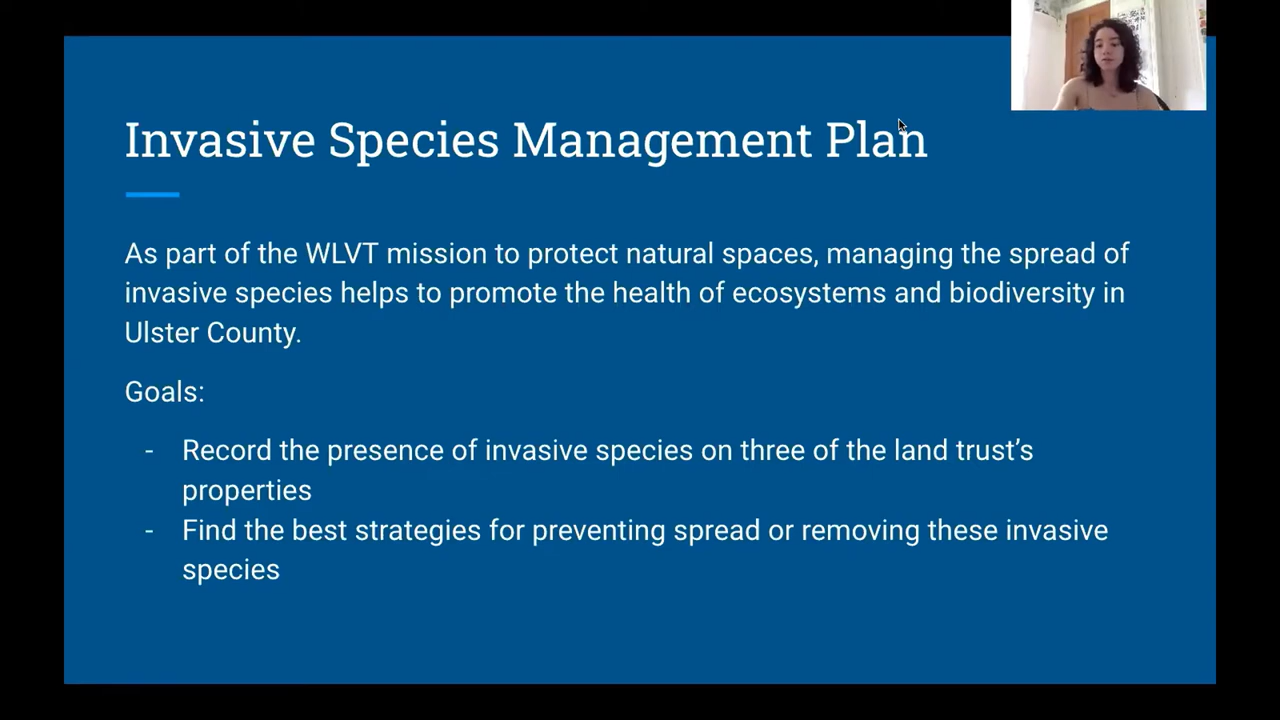 Invasive Species Management Plan
As part of the WLVT mission to protect natural spaces, managing the spread of
invasive species helps to promote the health of ecosystems and biodiversity in
Ulster County.
Goals:
- Record the presence of invasive species on three of the land trust’s
properties
- Find the best strategies for preventing spread or removing these invasive
species